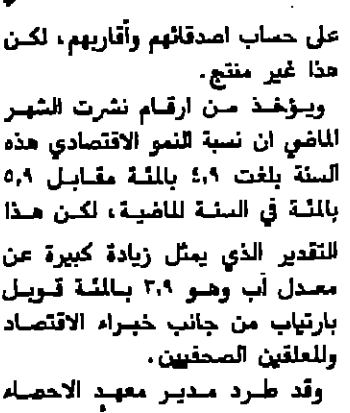 على حساب اصدقائهم وأقاربهم، لكن
هذا غير منتج.
ويؤخذ من ارقام نشرت الشهر
الماضي ان نسبة النمو الاقتصادي هذه
السنة بلغت ٤,٩ بالمئة مقابل ٥,٩
بالمئة في السنة الماضية، لكن هذا
التقدير الذي يمثل زيادة كبيرة عن
معدل آب وهو ٣,٩ بالمئة قوبل
بارتياب من جانب خبراء الاقتصاد
والمعلقين الصحفيين.
وقد طرد مدير معهد الاحصاء